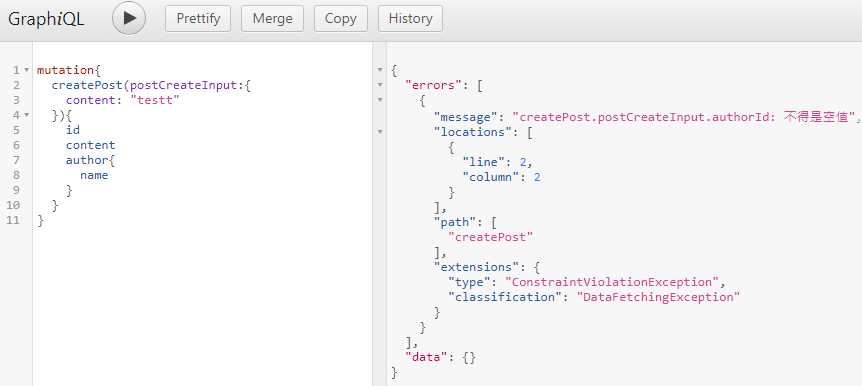 GraphiQL Prettify Merge Copy History
1 mutation{
2 createPost(postCreateInput:{
3 content: "testt"
4 }){
5 id
6 content
7 author{
8 name
9 }
10 }
11 }
{
"errors": [
{
"message": "createPost.postCreateInput.authorId: 不得是空值",
"locations": [
{
"line": 2,
"column": 2
}
],
"path": [
"createPost"
],
"extensions": {
"type": "ConstraintViolationException",
"classification": "DataFetchingException"
}
}
],
"data": {}
}